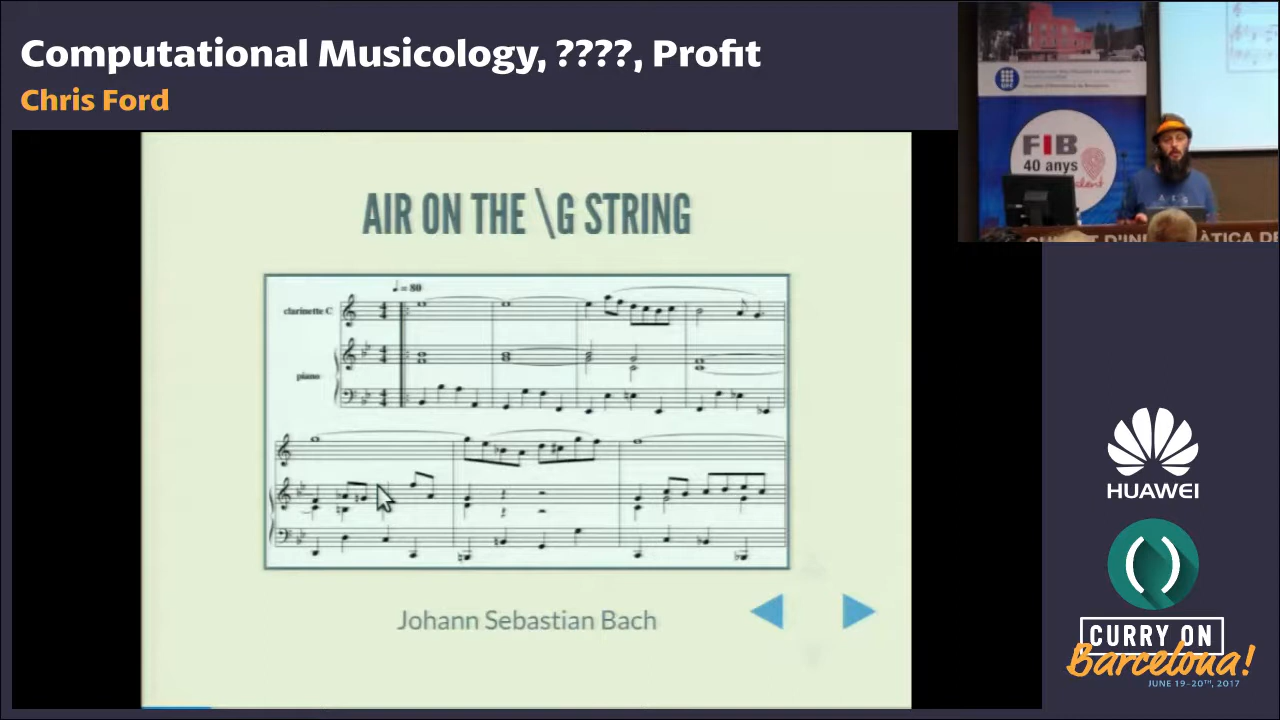 Computational Musicology, ????, Profit
Chris Ford
FIB
40 anys
AIR ON THE \G STRING
♩ = 80
clarinette C
piano
Johann Sebastian Bach
HUAWEI
()
CURRY ON
Barcelona!
JUNE 19-20TH, 2017